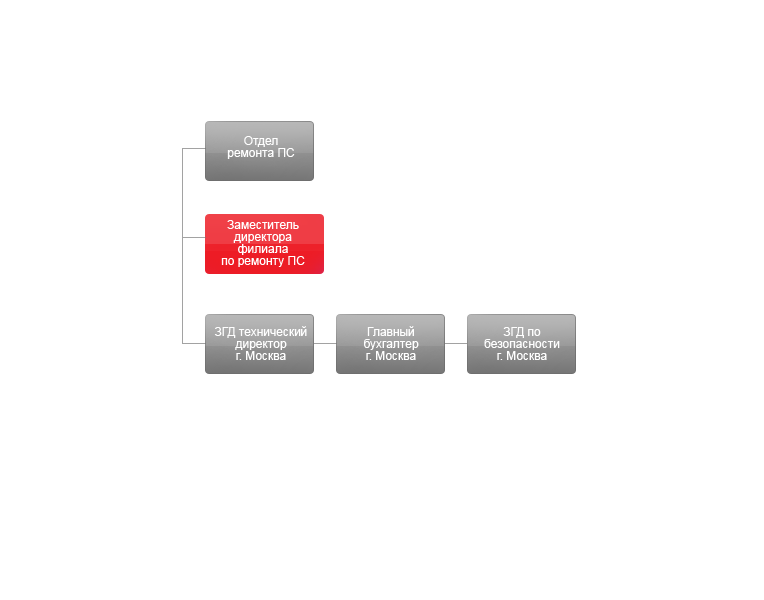 Отдел
ремонта ПС
Заместитель
директора
филиала
по ремонту ПС
ЗГД технический
директор
г. Москва
Главный
бухгалтер
г. Москва
ЗГД по
безопасности
г. Москва